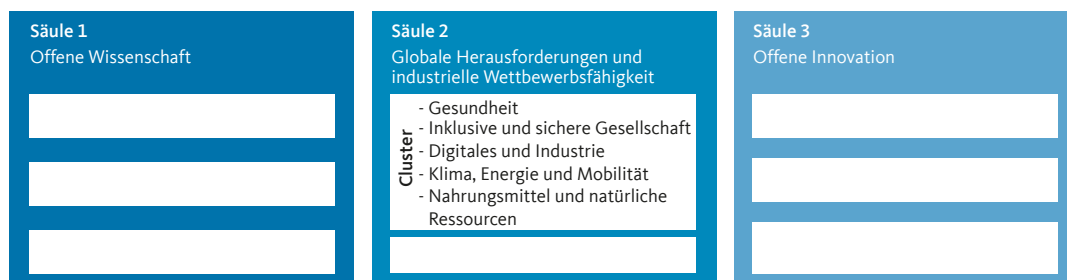 Säule 1
Offene Wissenschaft
Säule 2
Globale Herausforderungen und
industrielle Wettbewerbsfähigkeit
Cluster
- Gesundheit
- Inklusive und sichere Gesellschaft
- Digitales und Industrie
- Klima, Energie und Mobilität
- Nahrungsmittel und natürliche
Ressourcen
Säule 3
Offene Innovation